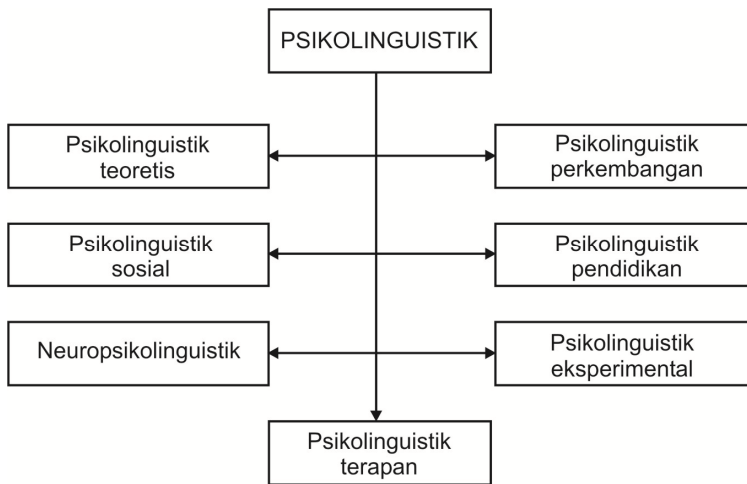 PSIKOLINGUISTIK
Psikolinguistik
teoretis
Psikolinguistik
perkembangan
Psikolinguistik
sosial
Psikolinguistik
pendidikan
Neuropsikolinguistik
Psikolinguistik
eksperimental
Psikolinguistik
terapan